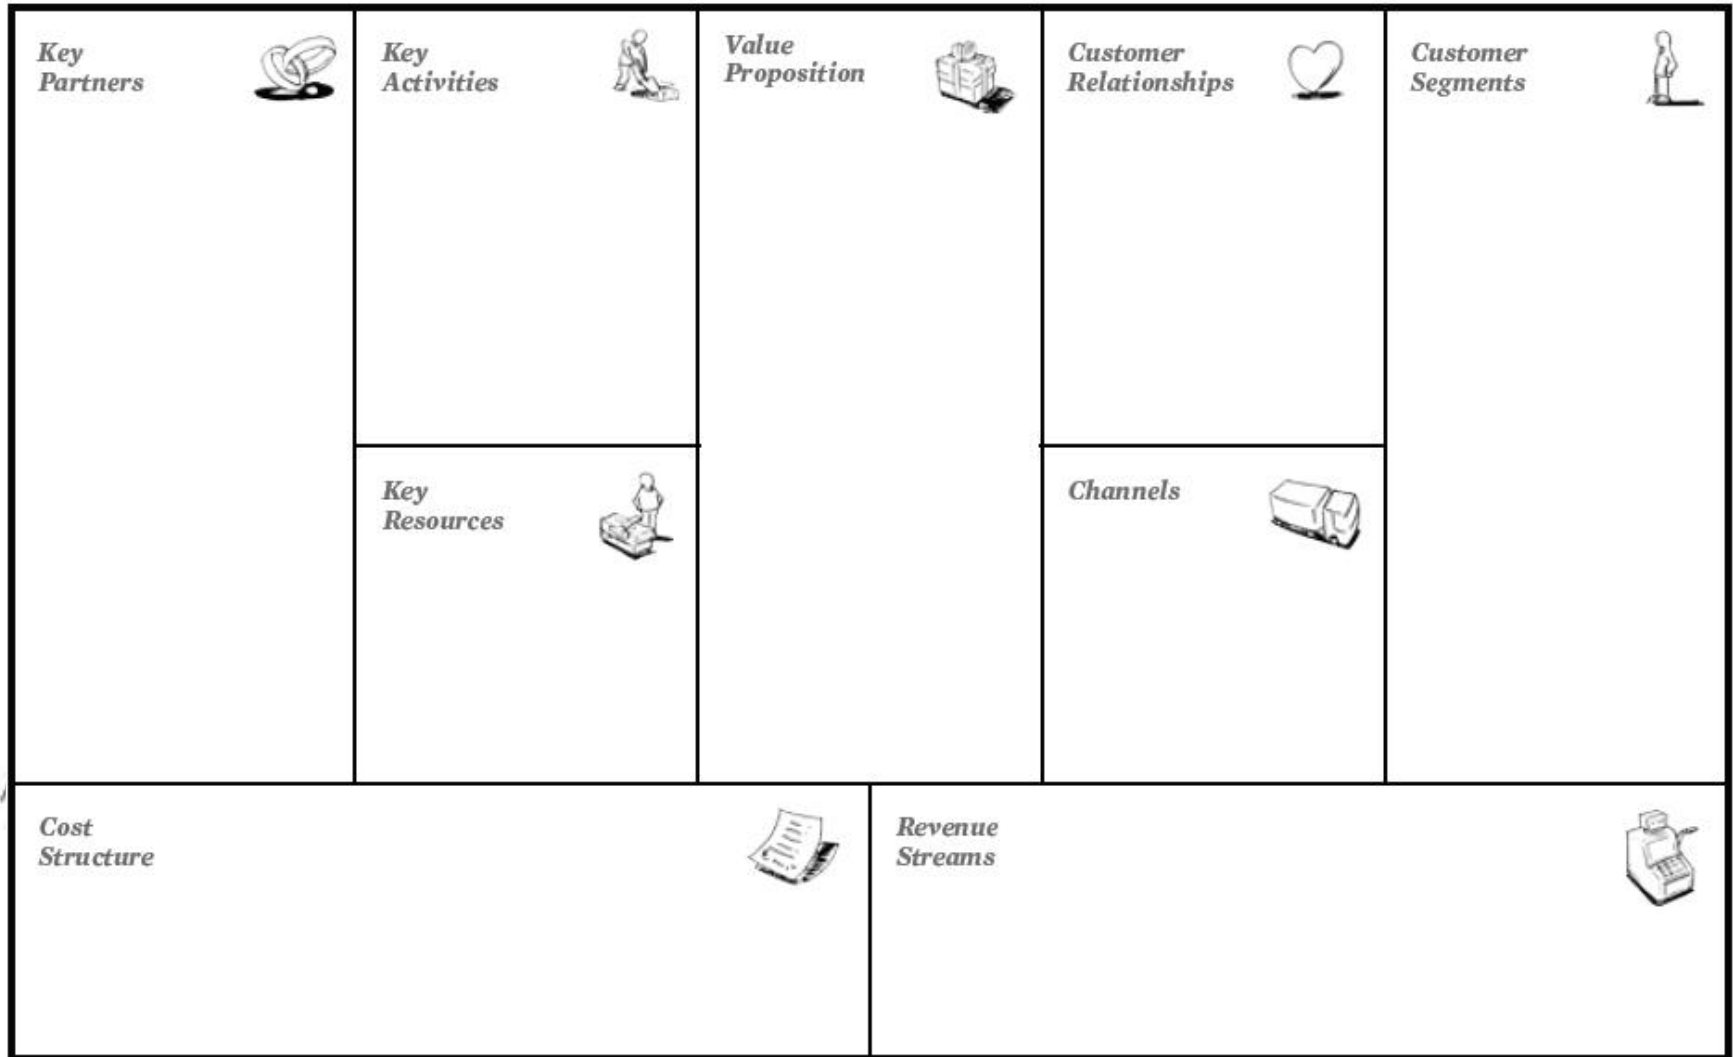 Key
Partners
Key
Activities
Value
Proposition
Customer
Relationships
Customer
Segments
Key
Resources
Channels
Cost
Structure
Revenue
Streams